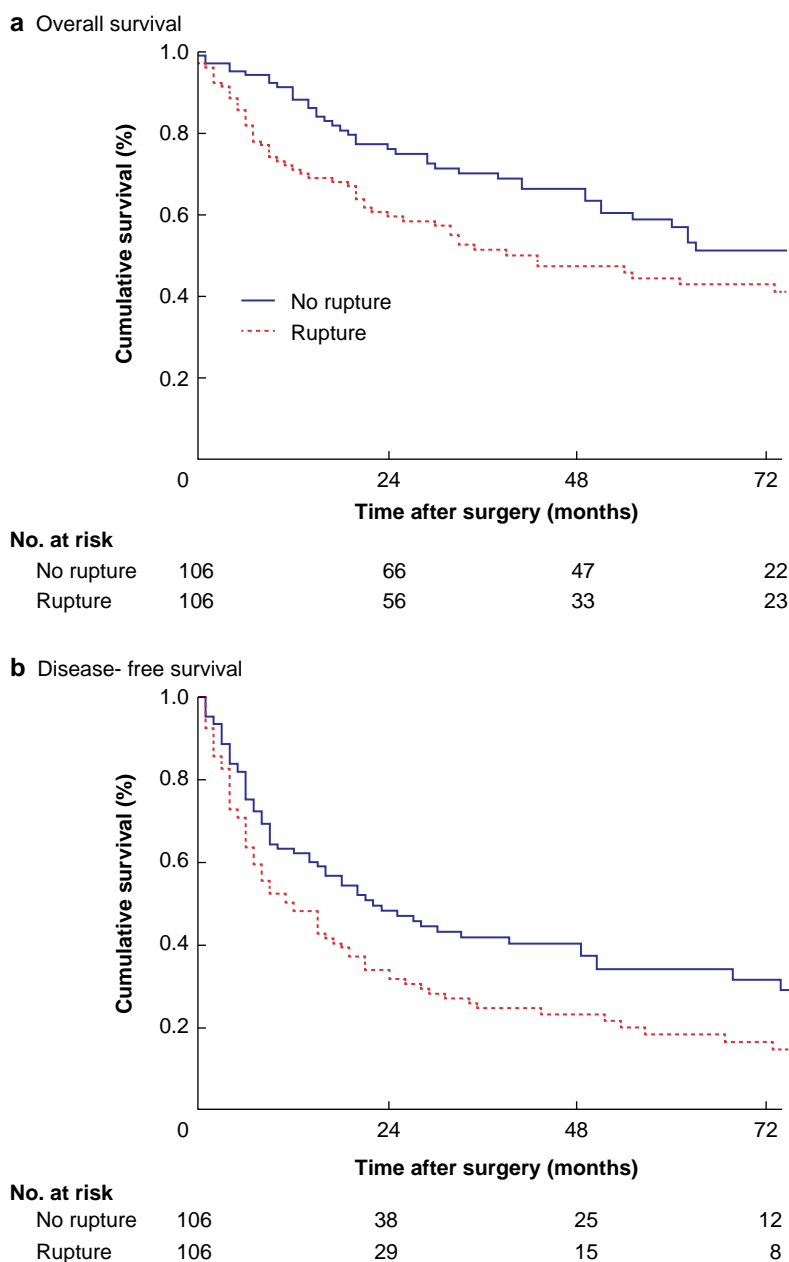 a Overall survival
1.0
0.8
0.6
0.4
0.2
0
Cumulative survival (%)
No rupture
Rupture
24 48 72
Time after surgery (months)
No. at risk
No rupture 106 66 47 22
Rupture 106 56 33 23
b Disease- free survival
1.0
0.8
0.6
0.4
0.2
0
Cumulative survival (%)
24 48 72
Time after surgery (months)
No. at risk
No rupture 106 38 25 12
Rupture 106 29 15 8